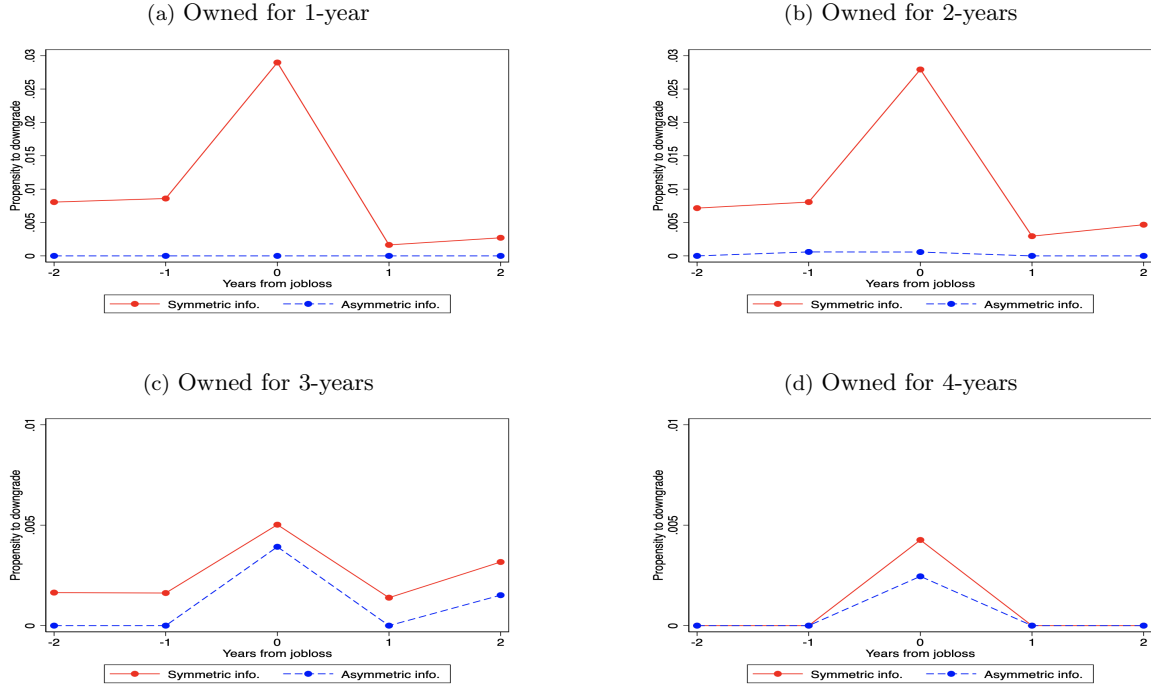 (a) Owned for 1-year
Propensity to downgrade
0 .005 .01 .015 .02 .025 .03
-2 -1 0 1 2
Years from jobloss
Symmetric info. Asymmetric info.
(b) Owned for 2-years
Propensity to downgrade
0 .005 .01 .015 .02 .025 .03
-2 -1 0 1 2
Years from jobloss
Symmetric info. Asymmetric info.
(c) Owned for 3-years
Propensity to downgrade
0 .005 .01
-2 -1 0 1 2
Years from jobloss
Symmetric info. Asymmetric info.
(d) Owned for 4-years
Propensity to downgrade
0 .005 .01
-2 -1 0 1 2
Years from jobloss
Symmetric info. Asymmetric info.